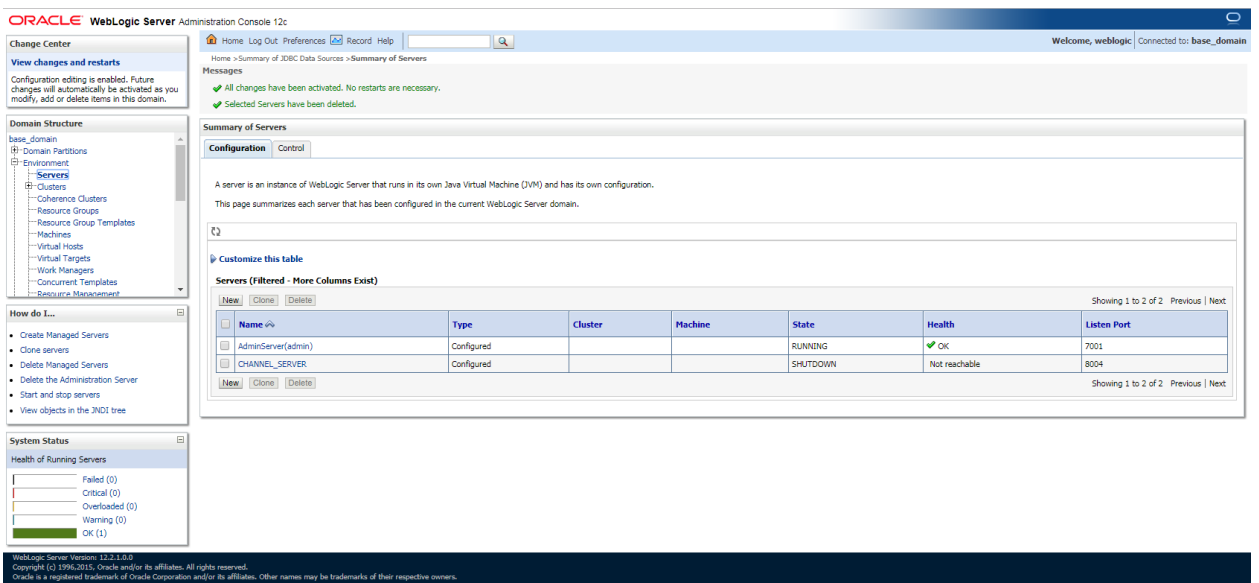 ORACLE WebLogic Server Administration Console 12c
Change Center
View changes and restarts
Configuration editing is enabled. Future
changes will automatically be activated as you
modify, add or delete items in this domain.
Domain Structure
base_domain
Domain Partitions
Environment
Servers
Clusters
Coherence Clusters
Resource Groups
Resource Group Templates
Machines
Virtual Hosts
Virtual Targets
Work Managers
Concurrent Templates
Resource Management
How do I...
Create Managed Servers
Clone servers
Delete Managed Servers
Delete the Administration Server
Start and stop servers
View objects in the JNDI tree
System Status
Health of Running Servers
Failed (0)
Critical (0)
Overloaded (0)
Warning (0)
OK (1)
Home Log Out Preferences Record Help
Welcome, weblogic Connected to: base_domain
Home >Summary of JDBC Data Sources >Summary of Servers
Messages
All changes have been activated. No restarts are necessary.
Selected Servers have been deleted.
Summary of Servers
Configuration Control
A server is an instance of WebLogic Server that runs in its own Java Virtual Machine (JVM) and has its own configuration.
This page summarizes each server that has been configured in the current WebLogic Server domain.
Customize this table
Servers (Filtered - More Columns Exist)
New Clone Delete Showing 1 to 2 of 2 Previous | Next
Name Type Cluster Machine State Health Listen Port
AdminServer(admin) Configured RUNNING OK 7001
CHANNEL_SERVER Configured SHUTDOWN Not reachable 8004
New Clone Delete Showing 1 to 2 of 2 Previous | Next
WebLogic Server Version: 12.2.1.0.0
Copyright (c) 1996,2015, Oracle and/or its affiliates. All rights reserved.
Oracle is a registered trademark of Oracle Corporation and/or its affiliates. Other names may be trademarks of their respective owners.